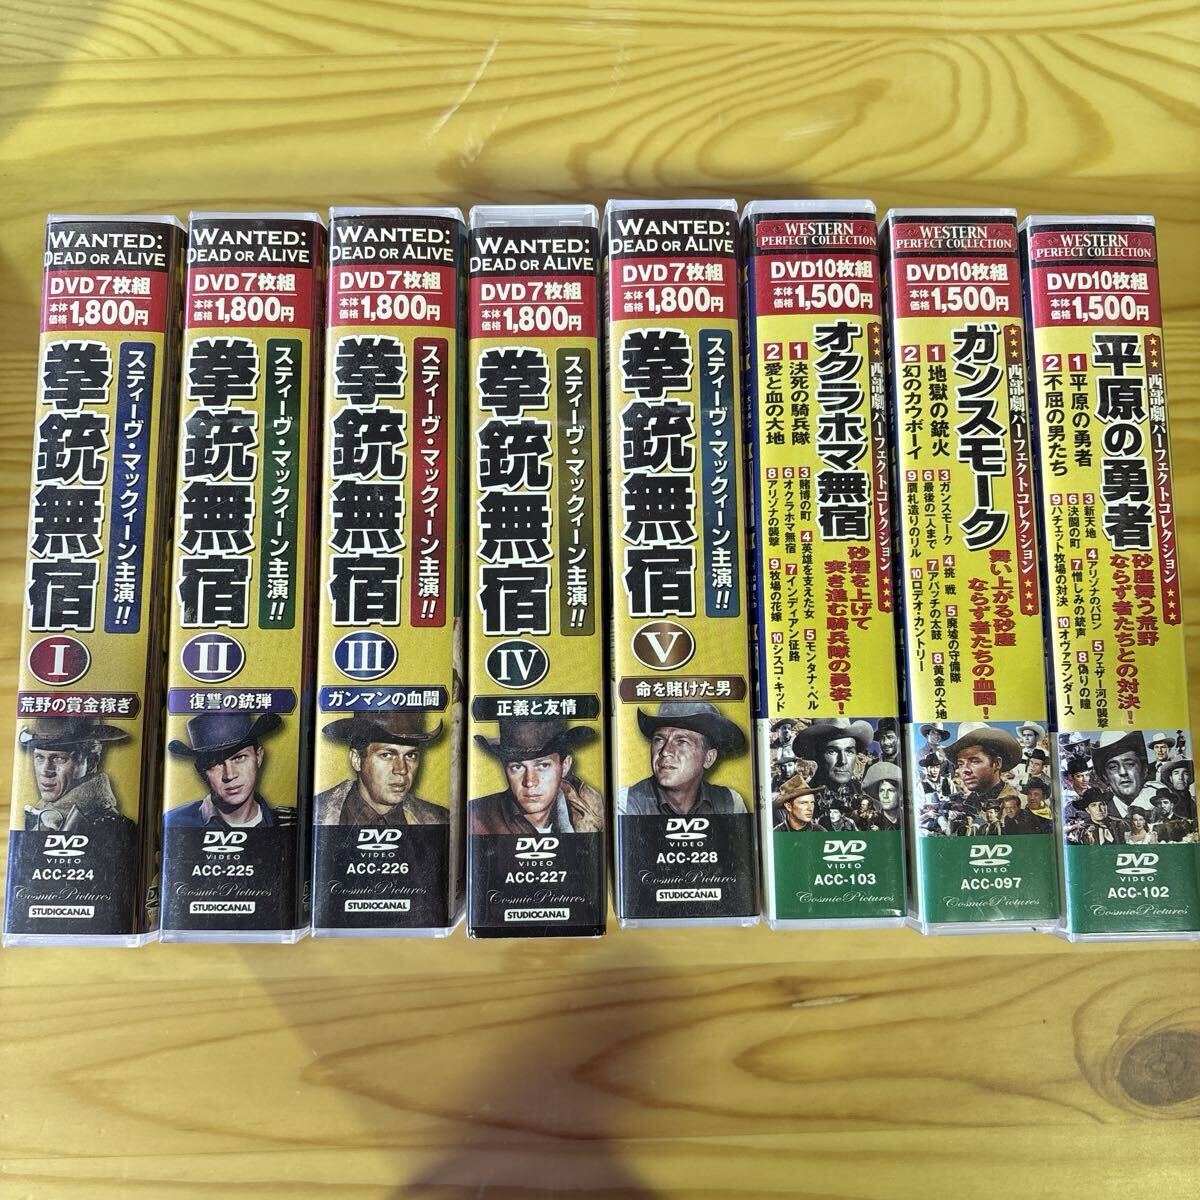 WANTED:
DEAD OR ALIVE
DVD7枚組
本体価格1,800円
スティーヴ・マックィーン主演!!
拳銃無宿
I
荒野の賞金稼ぎ
DVD
VIDEO
ACC-224
Cosmic Pictures
STUDIOCANAL
WANTED:
DEAD OR ALIVE
DVD7枚組
本体価格1,800円
スティーヴ・マックィーン主演!!
拳銃無宿
II
復讐の銃弾
DVD
VIDEO
ACC-225
Cosmic Pictures
STUDIOCANAL
WANTED:
DEAD OR ALIVE
DVD7枚組
本体価格1,800円
スティーヴ・マックィーン主演!!
拳銃無宿
III
ガンマンの血闘
DVD
VIDEO
ACC-226
Cosmic Pictures
STUDIOCANAL
WANTED:
DEAD OR ALIVE
DVD7枚組
本体価格1,800円
スティーヴ・マックィーン主演!!
拳銃無宿
IV
正義と友情
DVD
VIDEO
ACC-227
Cosmic Pictures
STUDIOCANAL
WANTED:
DEAD OR ALIVE
DVD7枚組
本体価格1,800円
スティーヴ・マックィーン主演!!
拳銃無宿
V
命を賭けた男
DVD
VIDEO
ACC-228
Cosmic Pictures
STUDIOCANAL
WESTERN
PERFECT COLLECTION
DVD10枚組
本体価格1,500円
★★★ 西部劇パーフェクトコレクション ★★★
オクラホマ無宿
砂煙を上げて
突き進む騎兵隊の勇姿!
1決死の騎兵隊
2愛と血の大地
3賭博の町
4英雄を支えた女
5モンタナ・ベル
6オクラホマ無宿
7インディアン征路
8アリゾナの襲撃
9牧場の花嫁
10シスコ・キッド
DVD
VIDEO
ACC-103
Cosmic Pictures
WESTERN
PERFECT COLLECTION
DVD10枚組
本体価格1,500円
★★★ 西部劇パーフェクトコレクション ★★★
ガンスモーク
舞い上がる砂塵
ならず者たちの血闘!
1地獄の銃火
2幻のカウボーイ
3ガンスモーク
4挑戦
5廃墟の守備隊
6最後の一人まで
7アパッチの太鼓
8黄金の大地
9贋札造りのリル
10ロデオ・カントリー
DVD
VIDEO
ACC-097
Cosmic Pictures
WESTERN
PERFECT COLLECTION
DVD10枚組
本体価格1,500円
★★★ 西部劇パーフェクトコレクション ★★★
平原の勇者
砂塵舞う荒野
ならず者たちとの対決!
1平原の勇者
2不屈の男たち
3新天地
4アリゾナのバロン
5フェザー河の襲撃
6決闘の町
7憎しみの銃声
8偽りの瞳
9ハチェット牧場の対決
10オヴァランダース
DVD
VIDEO
ACC-102
Cosmic Pictures